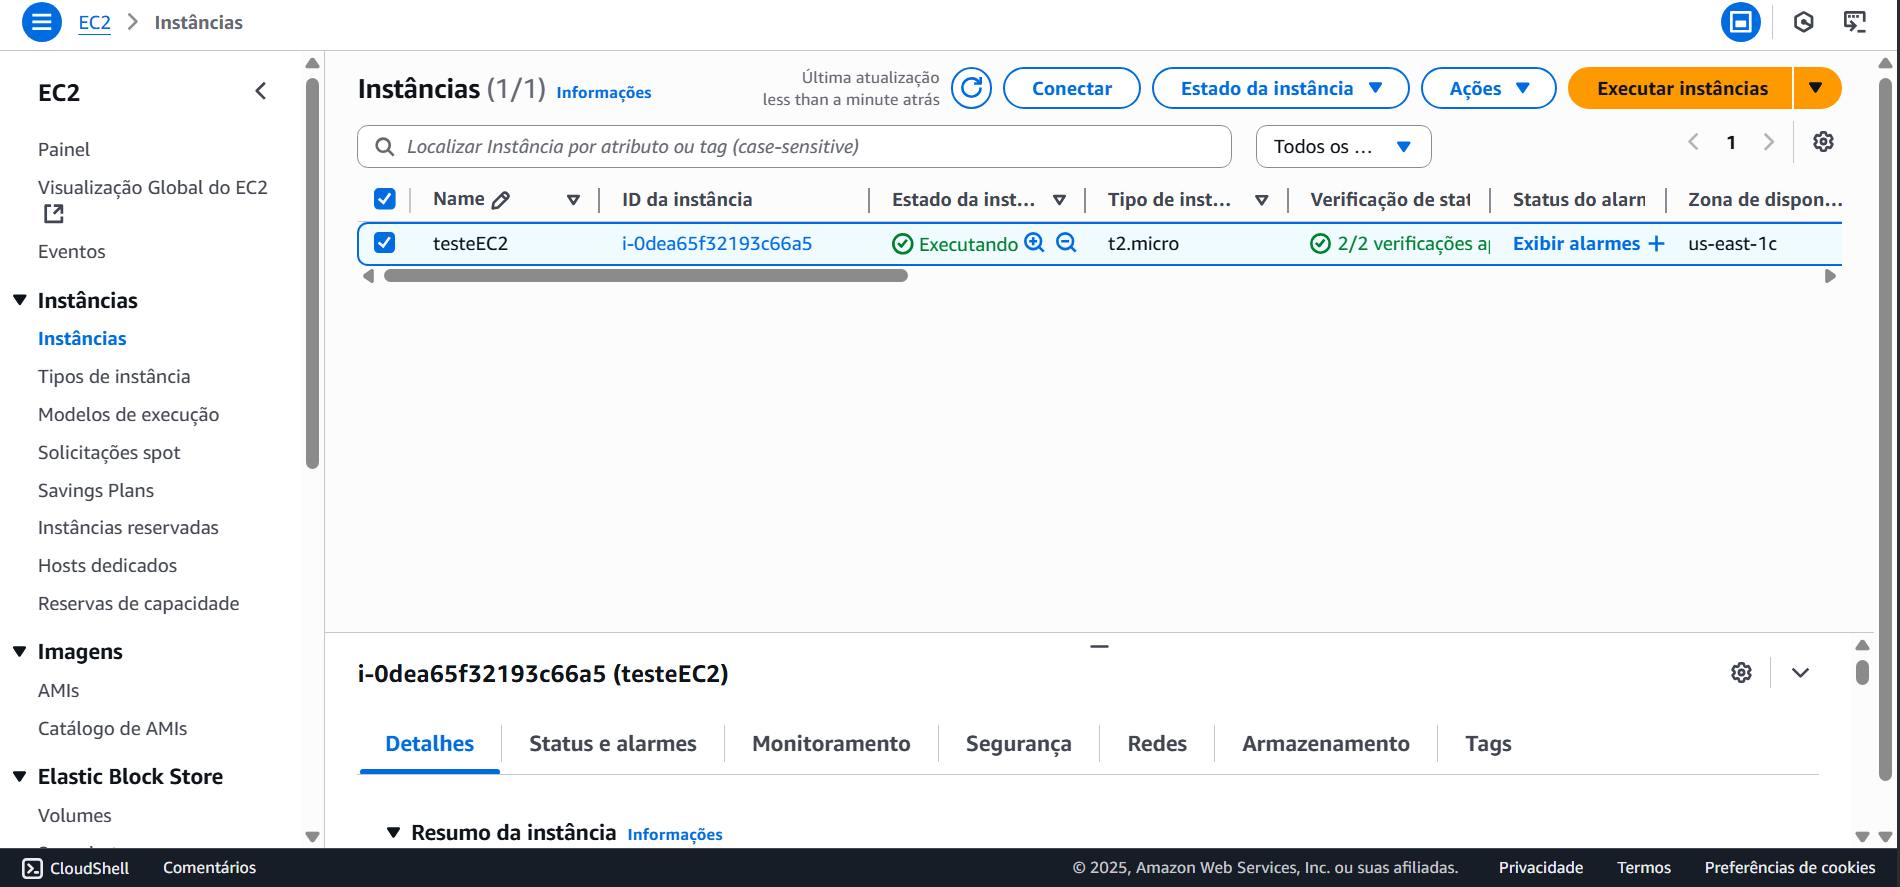 EC2 > Instâncias
EC2
Painel
Visualização Global do EC2
Eventos
Instâncias
Instâncias
Tipos de instância
Modelos de execução
Solicitações spot
Savings Plans
Instâncias reservadas
Hosts dedicados
Reservas de capacidade
Imagens
AMIs
Catálogo de AMIs
Elastic Block Store
Volumes
Instâncias (1/1) Informações
Última atualização
less than a minute atrás
Conectar
Estado da instância
Ações
Executar instâncias
Localizar Instância por atributo ou tag (case-sensitive)
Todos os ...
1
Name ID da instância Estado da inst... Tipo de inst... Verificação de stat Status do alarn Zona de dispon...
testeEC2 i-0dea65f32193c66a5 Executando t2.micro 2/2 verificações a Exibir alarmes + us-east-1c
i-0dea65f32193c66a5 (testeEC2)
Detalhes Status e alarmes Monitoramento Segurança Redes Armazenamento Tags
Resumo da instância Informações
CloudShell Comentários © 2025, Amazon Web Services, Inc. ou suas afiliadas. Privacidade Termos Preferências de cookies